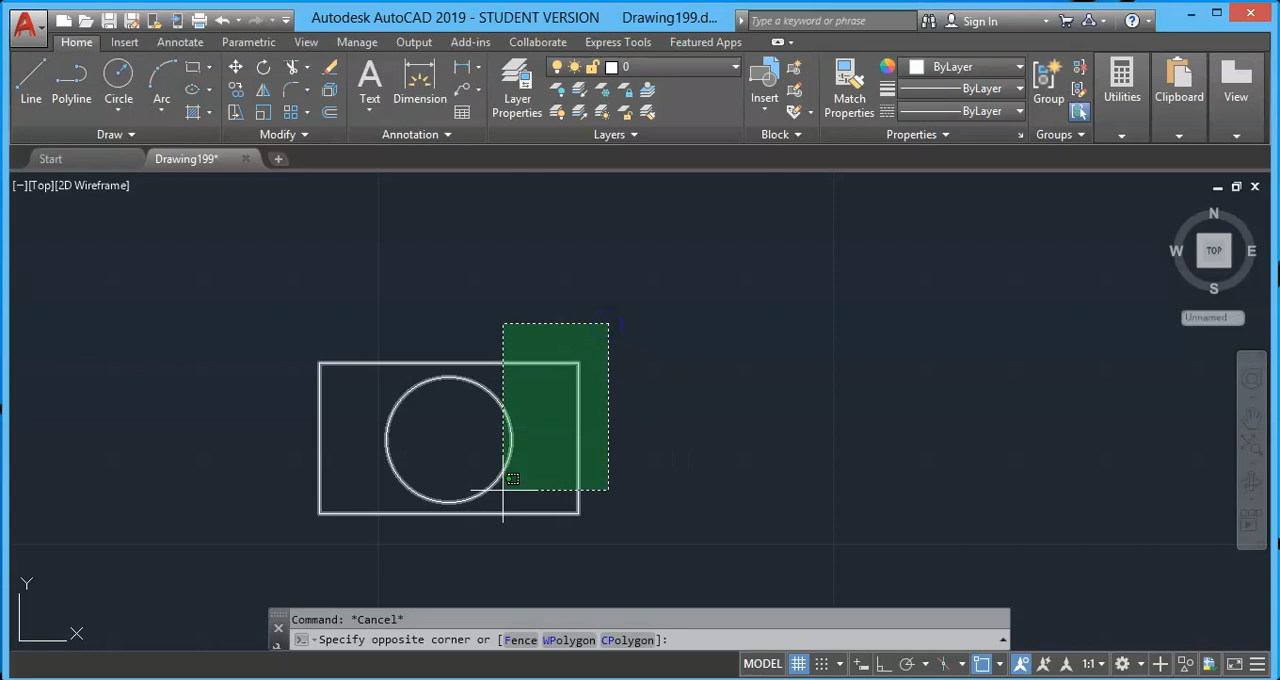 Autodesk AutoCAD 2019 - STUDENT VERSION Drawing199.d... Type a keyword or phrase Sign In
Home Insert Annotate Parametric View Manage Output Add-ins Collaborate Express Tools Featured Apps
0 ByLayer
ByLayer
ByLayer
Line Polyline Circle Arc Text Dimension Layer Properties Insert Match Properties Group Utilities Clipboard View
Draw Modify Annotation Layers Block Properties Groups
Start Drawing199*
[−][Top][2D Wireframe]
N
W TOP E
S
Unnamed
Y
X
Command: *Cancel*
Specify opposite corner or [Fence WPolygon CPolygon]:
MODEL 1:1